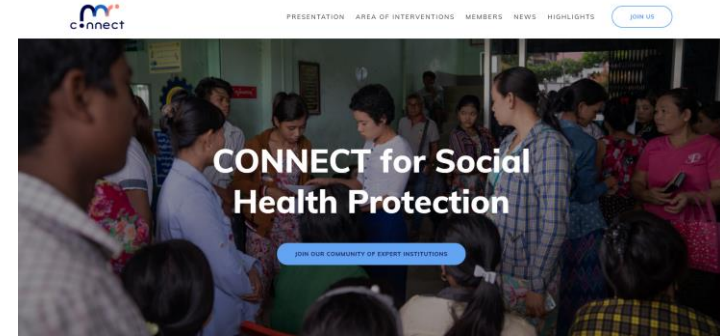 connect
PRESENTATION AREA OF INTERVENTIONS MEMBERS NEWS HIGHLIGHTS JOIN US
CONNECT for Social
Health Protection
JOIN OUR COMMUNITY OF EXPERT INSTITUTIONS